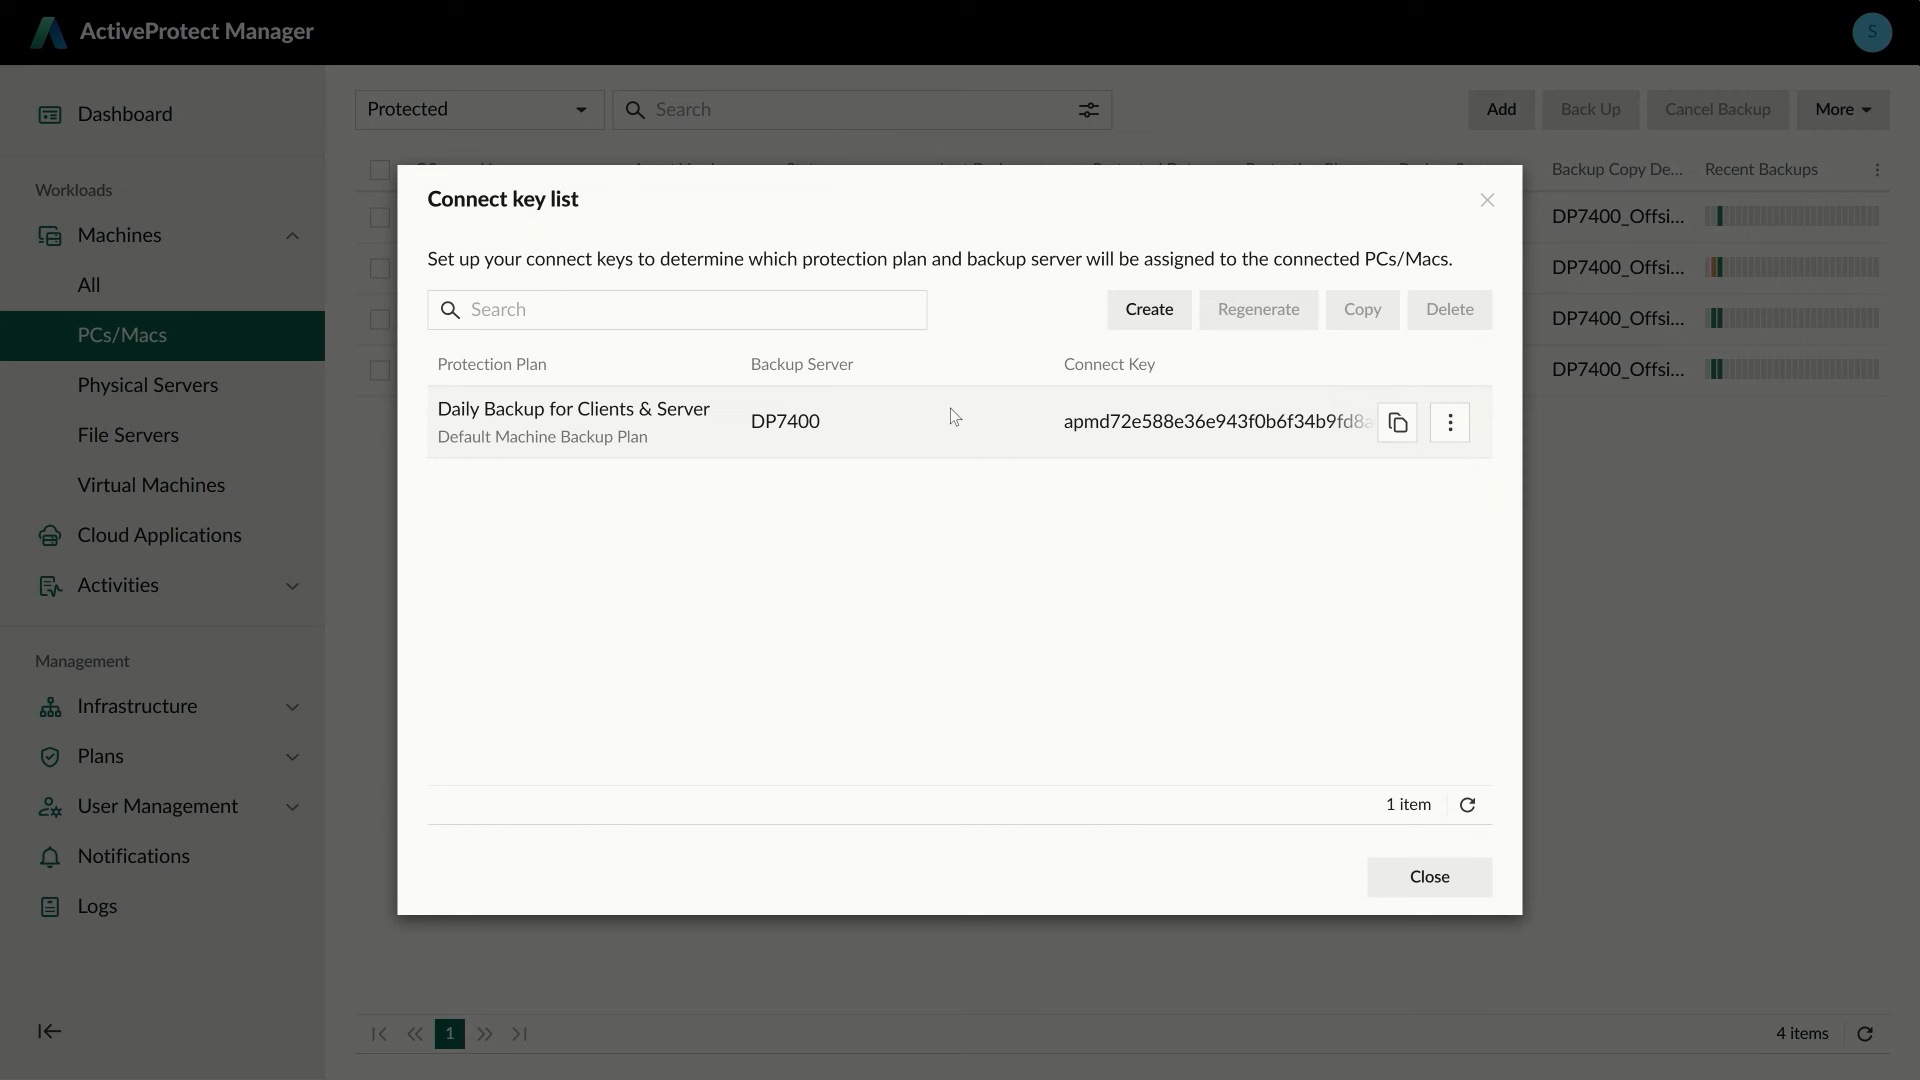 ActiveProtect Manager
S
Dashboard
Workloads
Machines
All
PCs/Macs
Physical Servers
File Servers
Virtual Machines
Cloud Applications
Activities
Management
Infrastructure
Plans
User Management
Notifications
Logs
Protected
Search
Add
Back Up
Cancel Backup
More
Backup Copy De...
Recent Backups
DP7400_Offsi...
DP7400_Offsi...
DP7400_Offsi...
DP7400_Offsi...
Connect key list
Set up your connect keys to determine which protection plan and backup server will be assigned to the connected PCs/Macs.
Search
Create
Regenerate
Copy
Delete
Protection Plan
Backup Server
Connect Key
Daily Backup for Clients & Server
Default Machine Backup Plan
DP7400
apmd72e588e36e943f0b6f34b9fd8a
1 item
Close
1
4 items